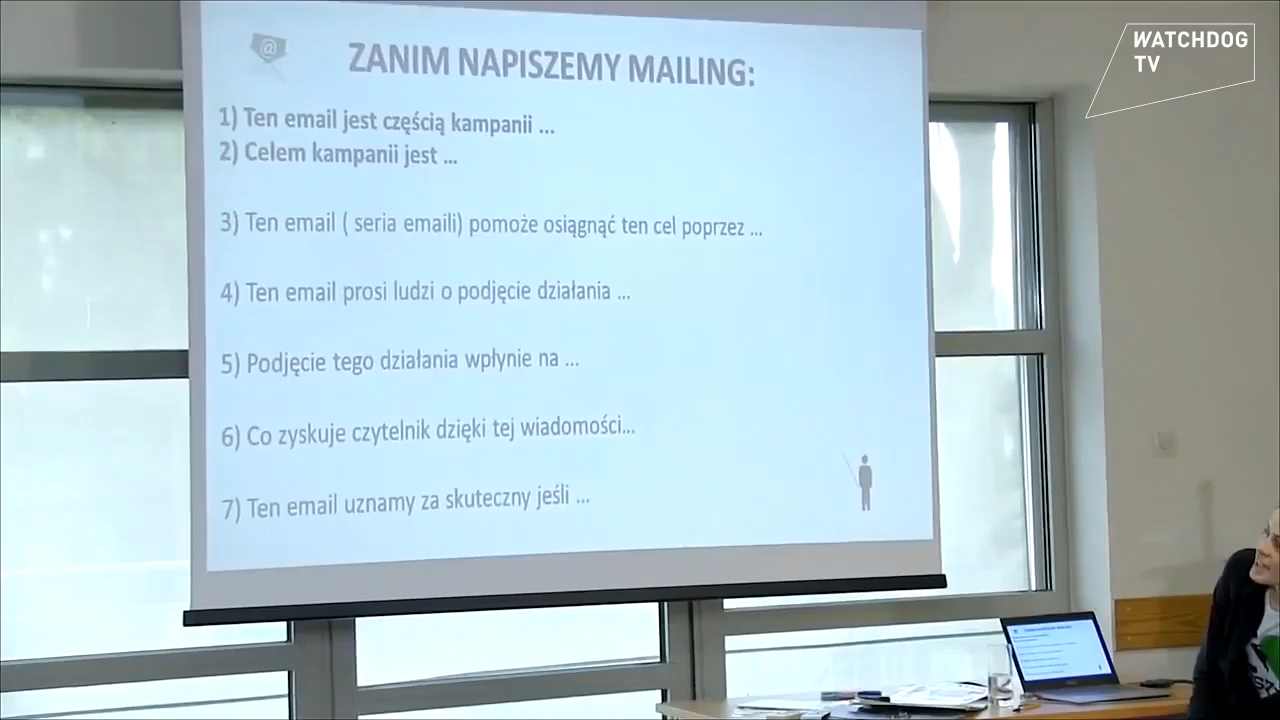 WATCHDOG
TV
@
ZANIM NAPISZEMY MAILING:
1) Ten email jest częścią kampanii ...
2) Celem kampanii jest ...
3) Ten email ( seria emaili) pomoże osiągnąć ten cel poprzez ...
4) Ten email prosi ludzi o podjęcie działania ...
5) Podjęcie tego działania wpłynie na ...
6) Co zyskuje czytelnik dzięki tej wiadomości...
7) Ten email uznamy za skuteczny jeśli ...